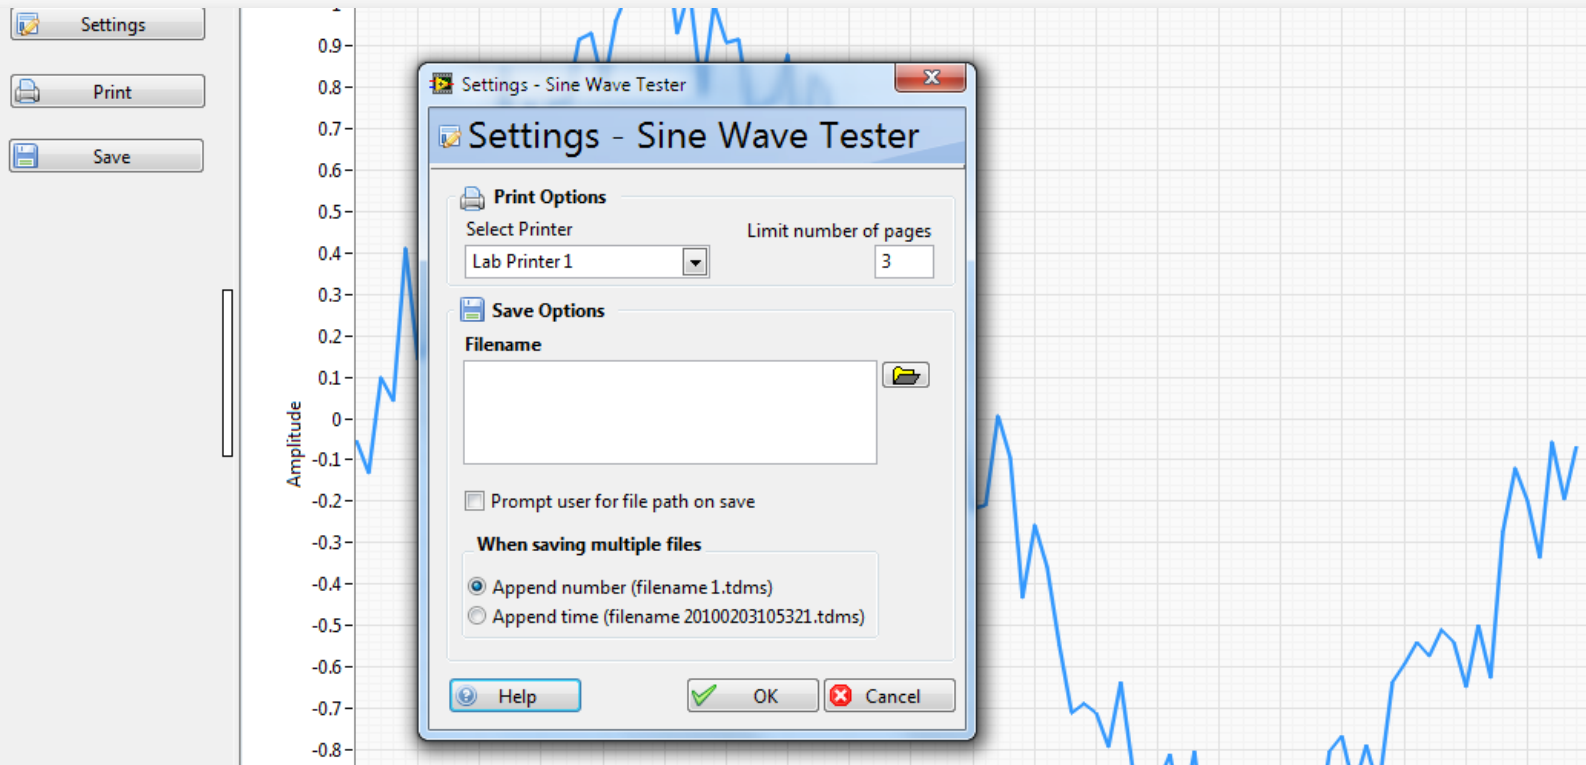 Settings
Print
Save
1
0.9
0.8
0.7
0.6
0.5
0.4
0.3
0.2
0.1
0
-0.1
-0.2
-0.3
-0.4
-0.5
-0.6
-0.7
-0.8
Amplitude
Settings - Sine Wave Tester
Settings - Sine Wave Tester
Print Options
Select Printer
Limit number of pages
Lab Printer 1
3
Save Options
Filename
Prompt user for file path on save
When saving multiple files
Append number (filename 1.tdms)
Append time (filename 20100203105321.tdms)
Help
OK
Cancel